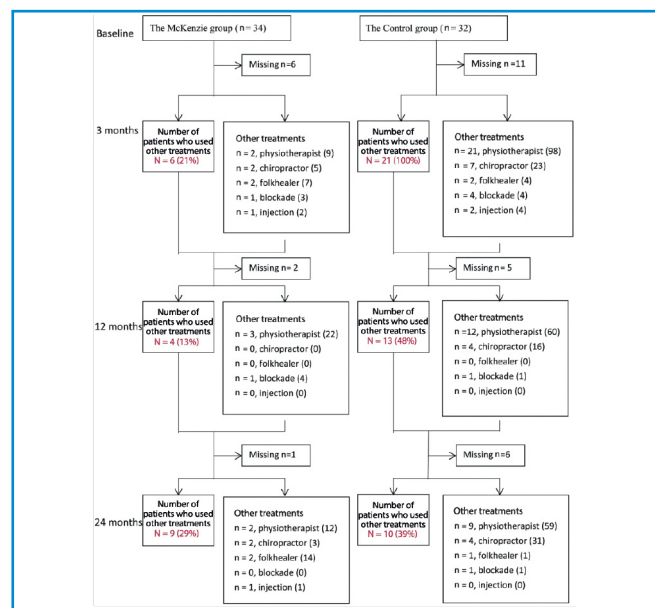 Baseline
The McKenzie group (n = 34)
The Control group (n = 32)
Missing n=6
Missing n=11
3 months
Number of
patients who used
other treatments
N = 6 (21%)
Other treatments
n = 2, physiotherapist (9)
n = 2, chiropractor (5)
n = 2, folkhealer (7)
n = 1, blockade (3)
n = 1, injection (2)
Number of
patients who used
other treatments
N = 21 (100%)
Other treatments
n = 21, physiotherapist (98)
n = 7, chiropractor (23)
n = 2, folkhealer (4)
n = 4, blockade (4)
n = 2, injection (4)
Missing n= 2
Missing n= 5
12 months
Number of
patients who used
other treatments
N = 4 (13%)
Other treatments
n = 3, physiotherapist (22)
n = 0, chiropractor (0)
n = 0, folkhealer (0)
n = 1, blockade (4)
n = 0, injection (0)
Number of
patients who used
other treatments
N = 13 (48%)
Other treatments
n =12, physiotherapist (60)
n = 4, chiropractor (16)
n = 0, folkhealer (0)
n = 1, blockade (1)
n = 0, injection (0)
Missing n=1
Missing n=6
24 months
Number of
patients who used
other treatments
N = 9 (29%)
Other treatments
n = 2, physiotherapist (12)
n = 2, chiropractor (3)
n = 2, folkhealer (14)
n = 0, blockade (0)
n = 1, injection (1)
Number of
patients who used
other treatments
N = 10 (39%)
Other treatments
n = 9, physiotherapist (59)
n = 4, chiropractor (31)
n = 1, folkhealer (1)
n = 1, blockade (1)
n = 0, injection (0)